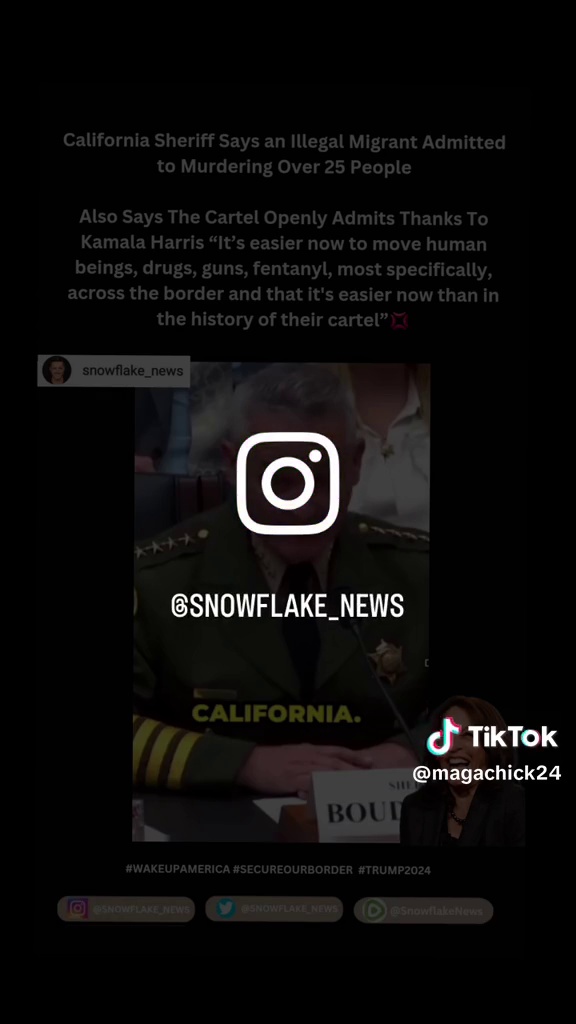 California Sheriff Says an Illegal Migrant Admitted
to Murdering Over 25 People
Also Says The Cartel Openly Admits Thanks To
Kamala Harris “It’s easier now to move human
beings, drugs, guns, fentanyl, most specifically,
across the border and that it's easier now than in
the history of their cartel”
snowflake_news
@SNOWFLAKE_NEWS
CALIFORNIA.
TikTok
@magachick24
BOUD
#WAKEUPAMERICA #SECUREOURBORDER #TRUMP2024
@SNOWFLAKE_NEWS
@SNOWFLAKE_NEWS
@SnowflakeNews